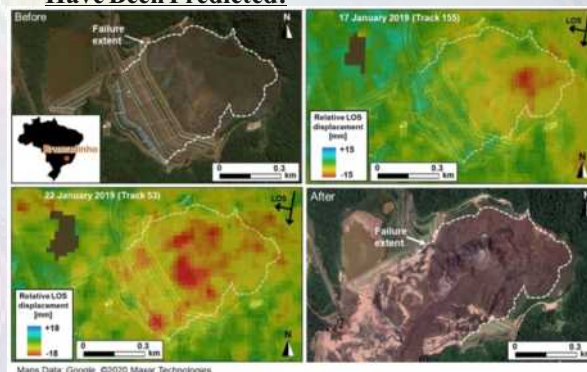 Have Been Predicted?
Before
N
Failure
extent
Brumadinho
0
0.3
km
17 January 2019 (Track 155)
LOS
Relative LOS
displacement
[mm]
+15
-15
0
0.3
km
N
22 January 2019 (Track 53)
LOS
Relative LOS
displacement
[mm]
+18
-18
0
0.3
km
N
After
N
Failure
extent
0
0.3
km
Maps Data: Google, ©2020 Maxar Technologies